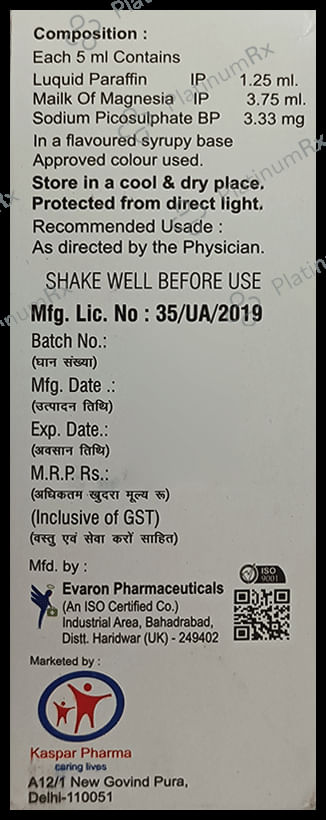 Composition :
Each 5 ml Contains
Luquid Paraffin IP 1.25 ml.
Mailk Of Magnesia IP 3.75 ml.
Sodium Picosulphate BP 3.33 mg
In a flavoured syrupy base
Approved colour used.
Store in a cool & dry place.
Protected from direct light.
Recommended Usade :
As directed by the Physician.
SHAKE WELL BEFORE USE
Mfg. Lic. No : 35/UA/2019
Batch No.:
(घान संख्या)
Mfg. Date .:
(उत्पादन तिथि)
Exp. Date.:
(अवसान तिथि)
M.R.P. Rs.:
(अधिकतम खुदरा मूल्य रू)
(Inclusive of GST)
(वस्तु एवं सेवा करों साहित)
Mfd. by :
ISO
9001
Evaron Pharmaceuticals
(An ISO Certified Co.)
Industrial Area, Bahadrabad,
Distt. Haridwar (UK) - 249402
Marketed by :
Kaspar Pharma
caring lives
A12/1 New Govind Pura,
Delhi-110051
PlatinumRx
PlatinumRx